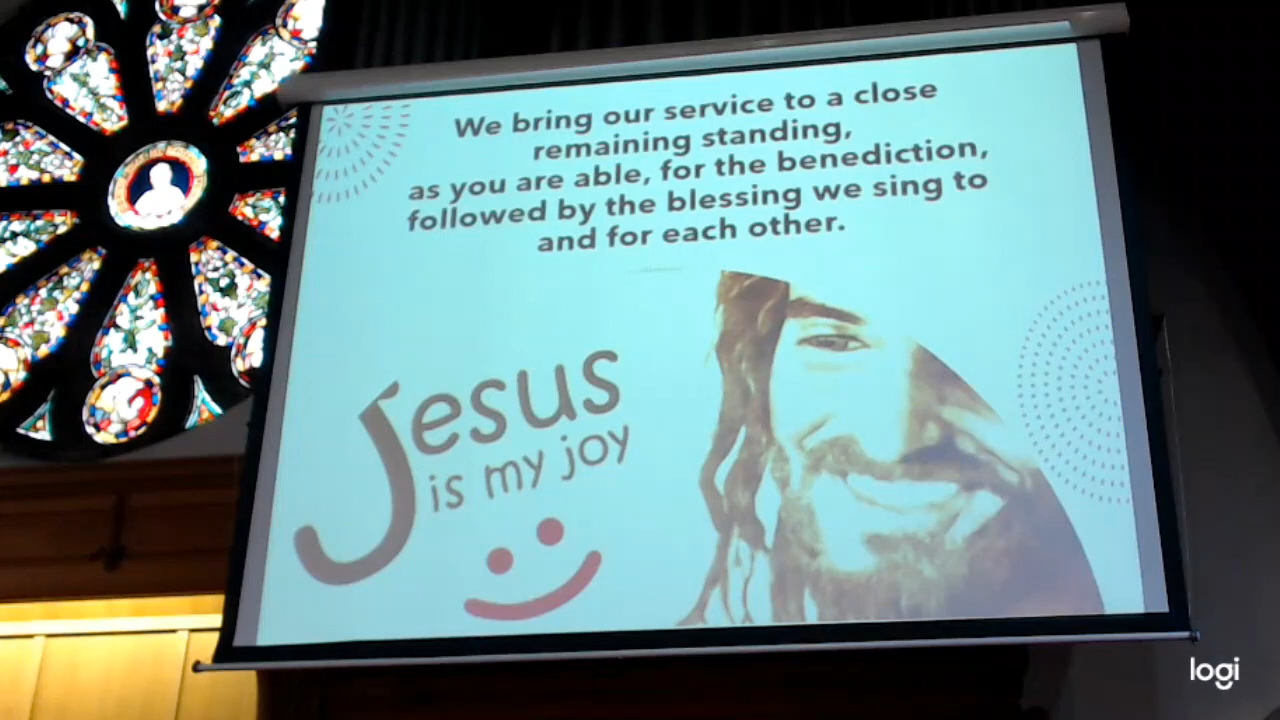 We bring our service to a close
remaining standing,
as you are able, for the benediction,
followed by the blessing we sing to
and for each other.
Jesus
is my joy
logi